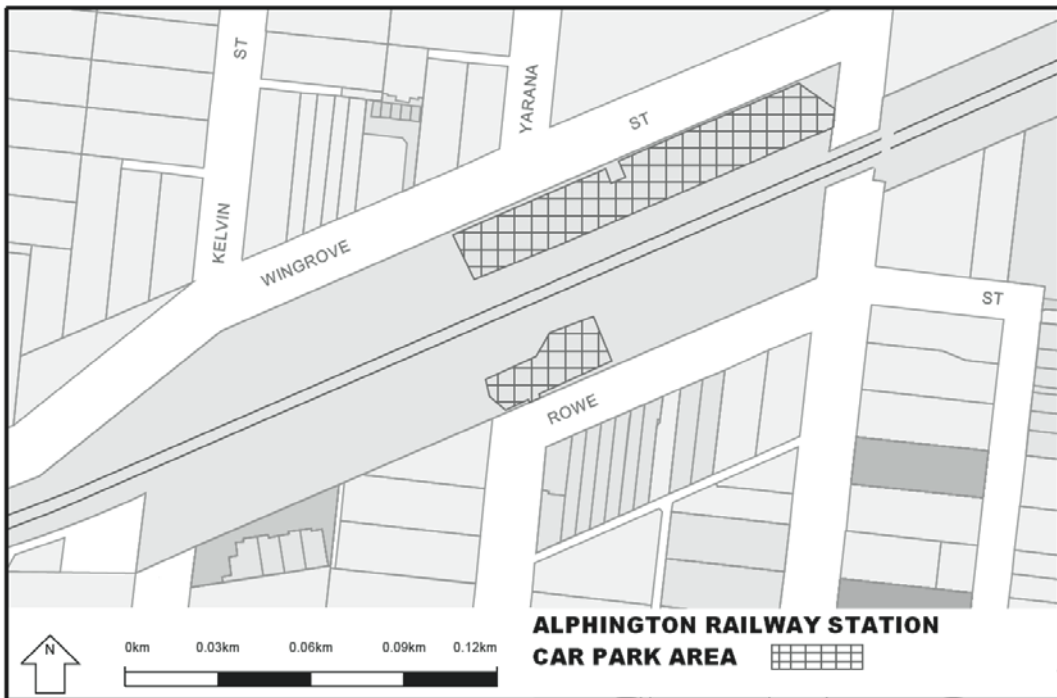 ST
YARANA
ST
KELVIN
WINGROVE
ST
ROWE
N
0km 0.03km 0.06km 0.09km 0.12km
ALPHINGTON RAILWAY STATION
CAR PARK AREA